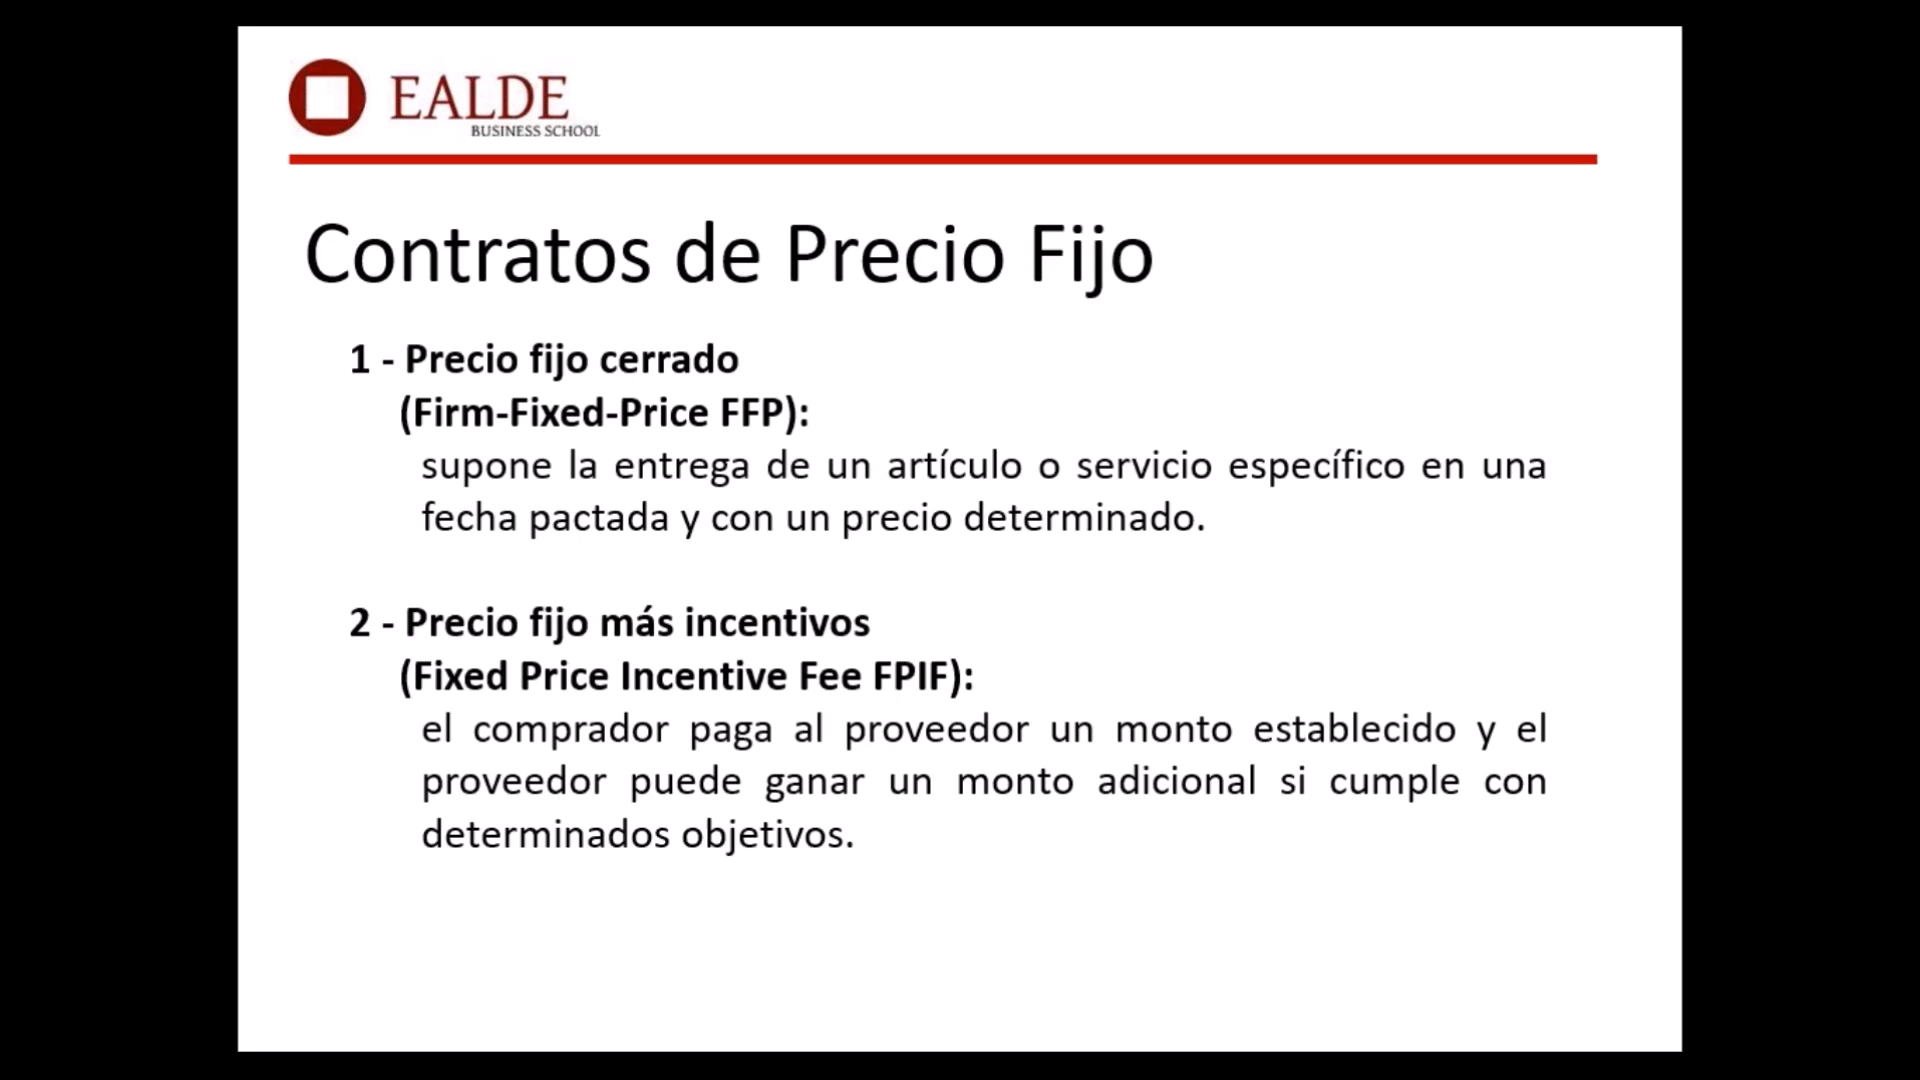 EALDE
BUSINESS SCHOOL
Contratos de Precio Fijo
1 - Precio fijo cerrado
(Firm-Fixed-Price FFP):
supone la entrega de un artículo o servicio específico en una
fecha pactada y con un precio determinado.
2 - Precio fijo más incentivos
(Fixed Price Incentive Fee FPIF):
el comprador paga al proveedor un monto establecido y el
proveedor puede ganar un monto adicional si cumple con
determinados objetivos.